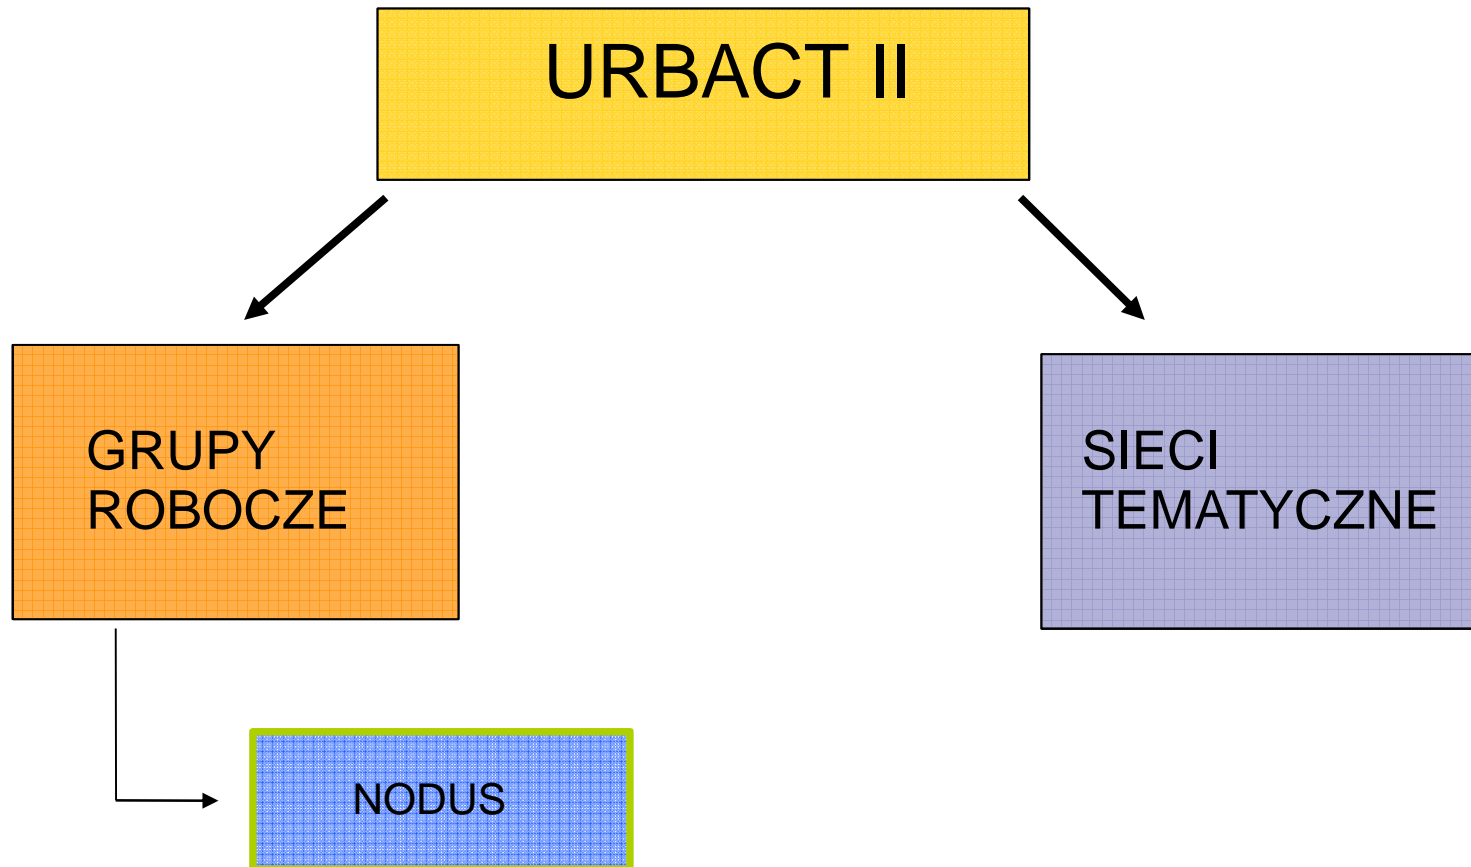 URBACT II
GRUPY
ROBOCZE
SIECI
TEMATYCZNE
NODUS